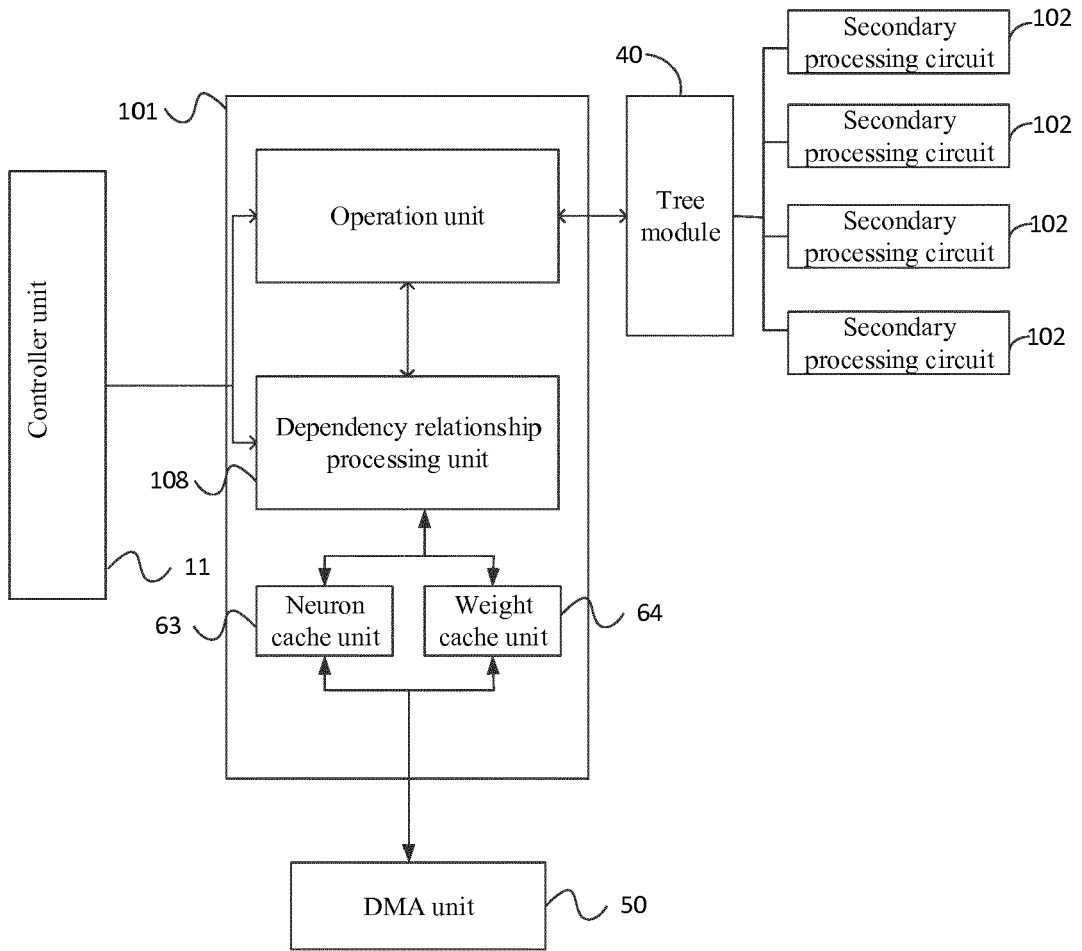 Secondary
processing circuit
102
40
Secondary
processing circuit
102
101
Operation unit
Tree
module
Secondary
processing circuit
102
Controller unit
Secondary
processing circuit
102
Dependency relationship
processing unit
108
11
Neuron
cache unit
63
Weight
cache unit
64
DMA unit
50